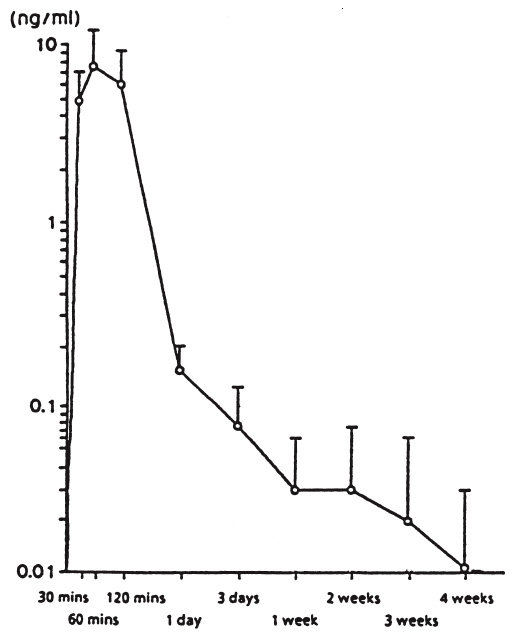 (ng/ml)
10
1
0.1
0.01
30 mins 120 mins 3 days 2 weeks 4 weeks
60 mins 1 day 1 week 3 weeks